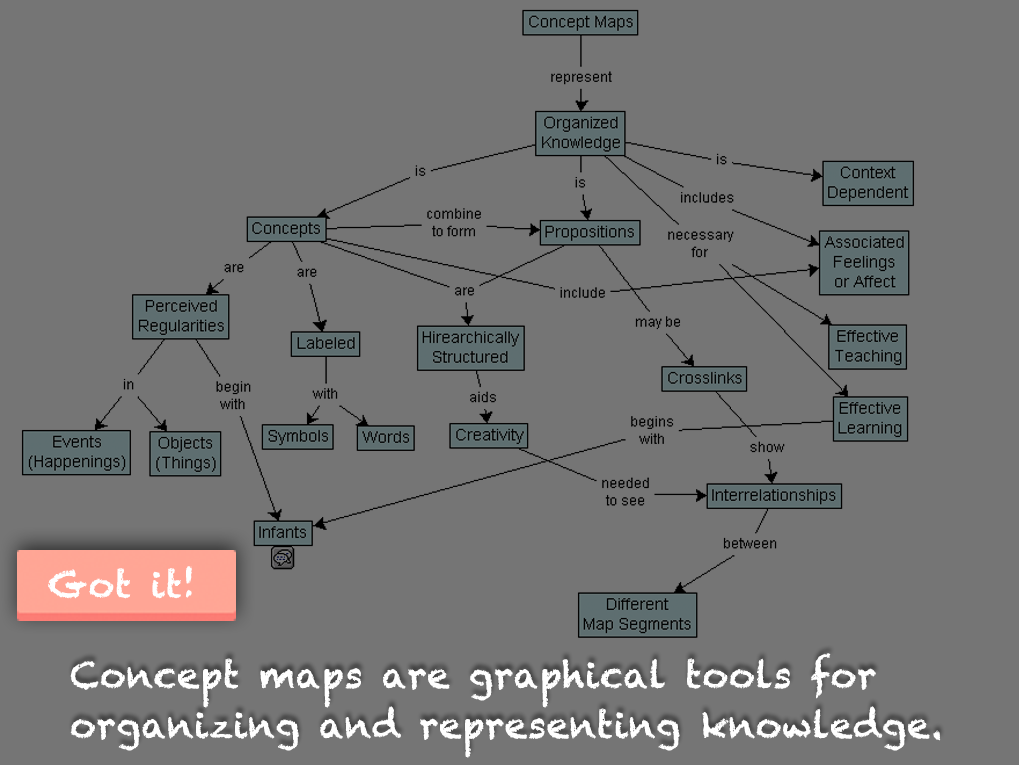 Concept Maps
represent
Organized
Knowledge
is
is
is
includes
necessary
for
Context
Dependent
Concepts
combine
to form
Propositions
Associated
Feelings
or Affect
are
are
are
include
may be
Perceived
Regularities
Labeled
Hirearchically
Structured
Effective
Teaching
Crosslinks
in
begin
with
with
aids
Effective
Learning
Events
(Happenings)
Objects
(Things)
Symbols
Words
Creativity
begins
with
show
needed
to see
Interrelationships
Infants
between
Different
Map Segments
Got it!
Concept maps are graphical tools for
organizing and representing knowledge.